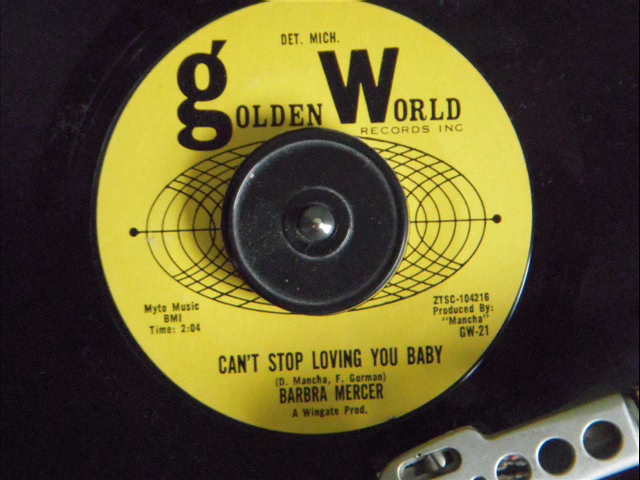 DET. MICH.
gOLDEN WORLD
RECORDS INC
Myto Music
BMI
Time: 2:04
ZTSC-104216
Produced By:
"Mancha"
GW-21
CAN'T STOP LOVING YOU BABY
(D. Mancha, F. Gorman)
BARBRA MERCER
A Wingate Prod.